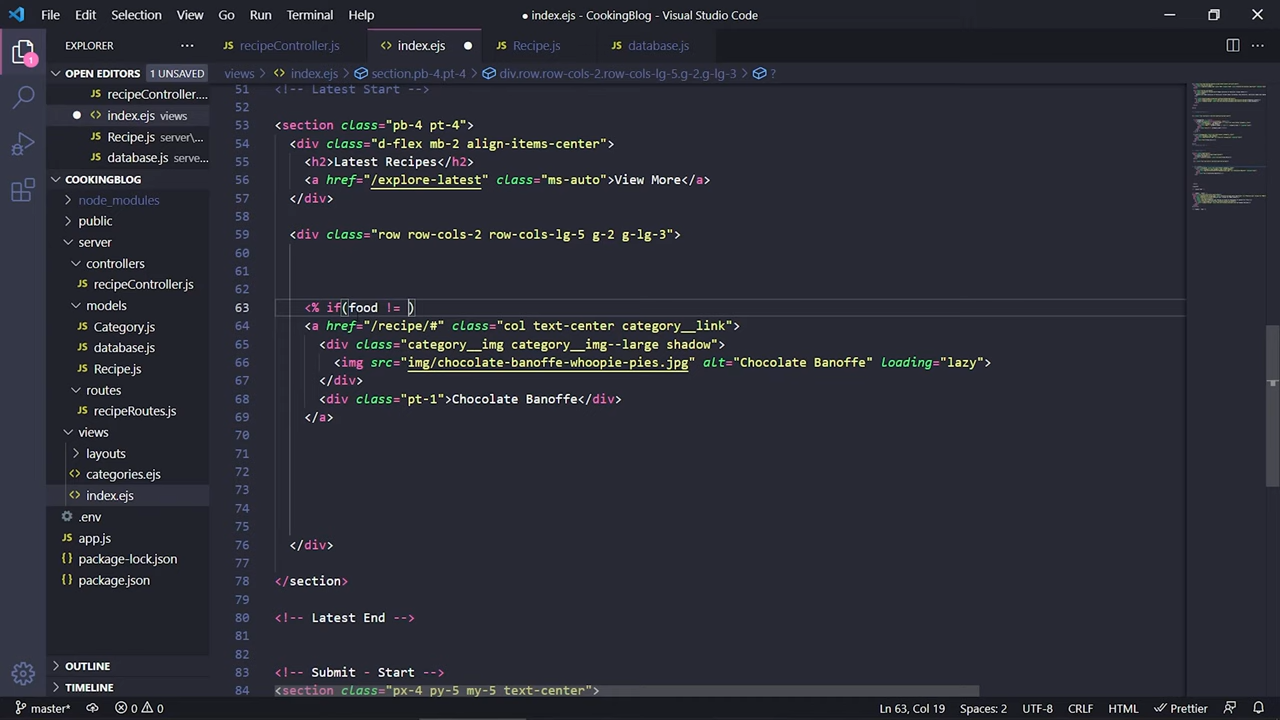 File Edit Selection View Go Run Terminal Help
● index.ejs - CookingBlog - Visual Studio Code
EXPLORER ···
recipeController.js
<> index.ejs
Recipe.js
database.js
OPEN EDITORS 1 UNSAVED
views > <> index.ejs > section.pb-4.pt-4 > div.row.row-cols-2.row-cols-lg-5.g-2.g-lg-3 > ?
JS recipeController....
<> index.ejs views
JS Recipe.js server\...
JS database.js serve...
COOKINGBLOG
node_modules
public
server
controllers
JS recipeController.js
models
JS Category.js
JS database.js
JS Recipe.js
routes
JS recipeRoutes.js
views
layouts
<> categories.ejs
<> index.ejs
.env
JS app.js
{} package-lock.json
{} package.json
OUTLINE
TIMELINE
51 <!-- Latest Start -->
52
53 <section class="pb-4 pt-4">
54 <div class="d-flex mb-2 align-items-center">
55 <h2>Latest Recipes</h2>
56 <a href="/explore-latest" class="ms-auto">View More</a>
57 </div>
58
59 <div class="row row-cols-2 row-cols-lg-5 g-2 g-lg-3">
60
61
62
63 <% if(food != )
64 <a href="/recipe/#" class="col text-center category__link">
65 <div class="category__img category__img--large shadow">
66 <img src="img/chocolate-banoffe-whoopie-pies.jpg" alt="Chocolate Banoffe" loading="lazy">
67 </div>
68 <div class="pt-1">Chocolate Banoffe</div>
69 </a>
70
71
72
73
74
75
76 </div>
77
78 </section>
79
80 <!-- Latest End -->
81
82
83 <!-- Submit - Start -->
84 <section class="px-4 py-5 my-5 text-center">
master* 0 0 Ln 63, Col 19 Spaces: 2 UTF-8 CRLF HTML Prettier